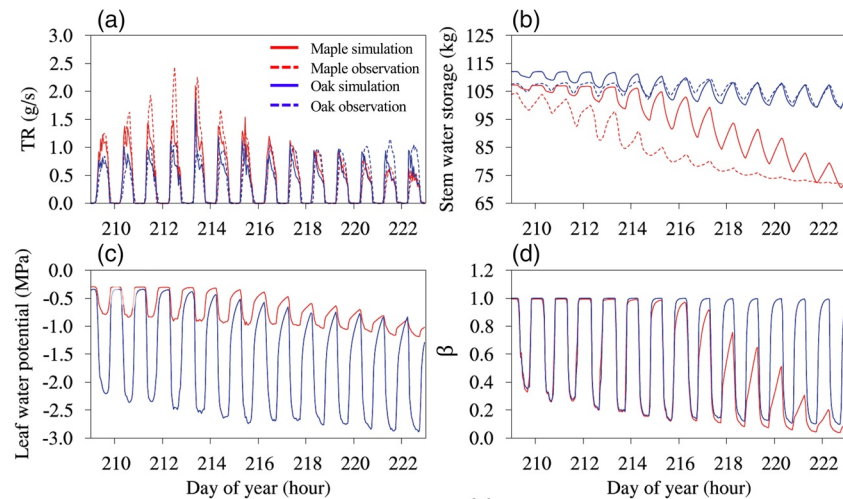 (a)
3.0
2.5
2.0
1.5
1.0
0.5
0.0
TR (g/s)
Maple simulation
Maple observation
Oak simulation
Oak observation
210 212 214 216 218 220 222
(b)
125
115
105
95
85
75
65
Stem water storage (kg)
210 212 214 216 218 220 222
(c)
0.0
-0.5
-1.0
-1.5
-2.0
-2.5
-3.0
Leaf water potential (MPa)
210 212 214 216 218 220 222
Day of year (hour)
(d)
1.2
1.0
0.8
0.6
0.4
0.2
0.0
β
210 212 214 216 218 220 222
Day of year (hour)